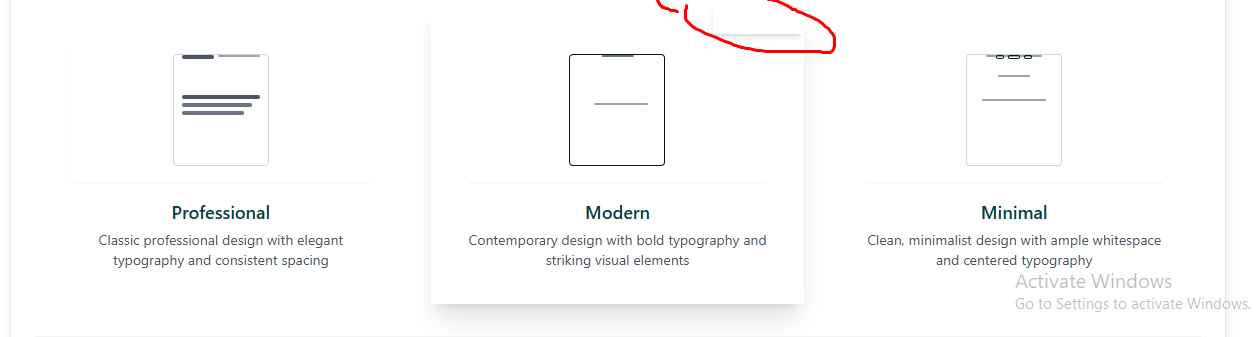 Professional
Classic professional design with elegant
typography and consistent spacing
Modern
Contemporary design with bold typography and
striking visual elements
Minimal
Clean, minimalist design with ample whitespace
and centered typography
Activate Windows
Go to Settings to activate Windows.